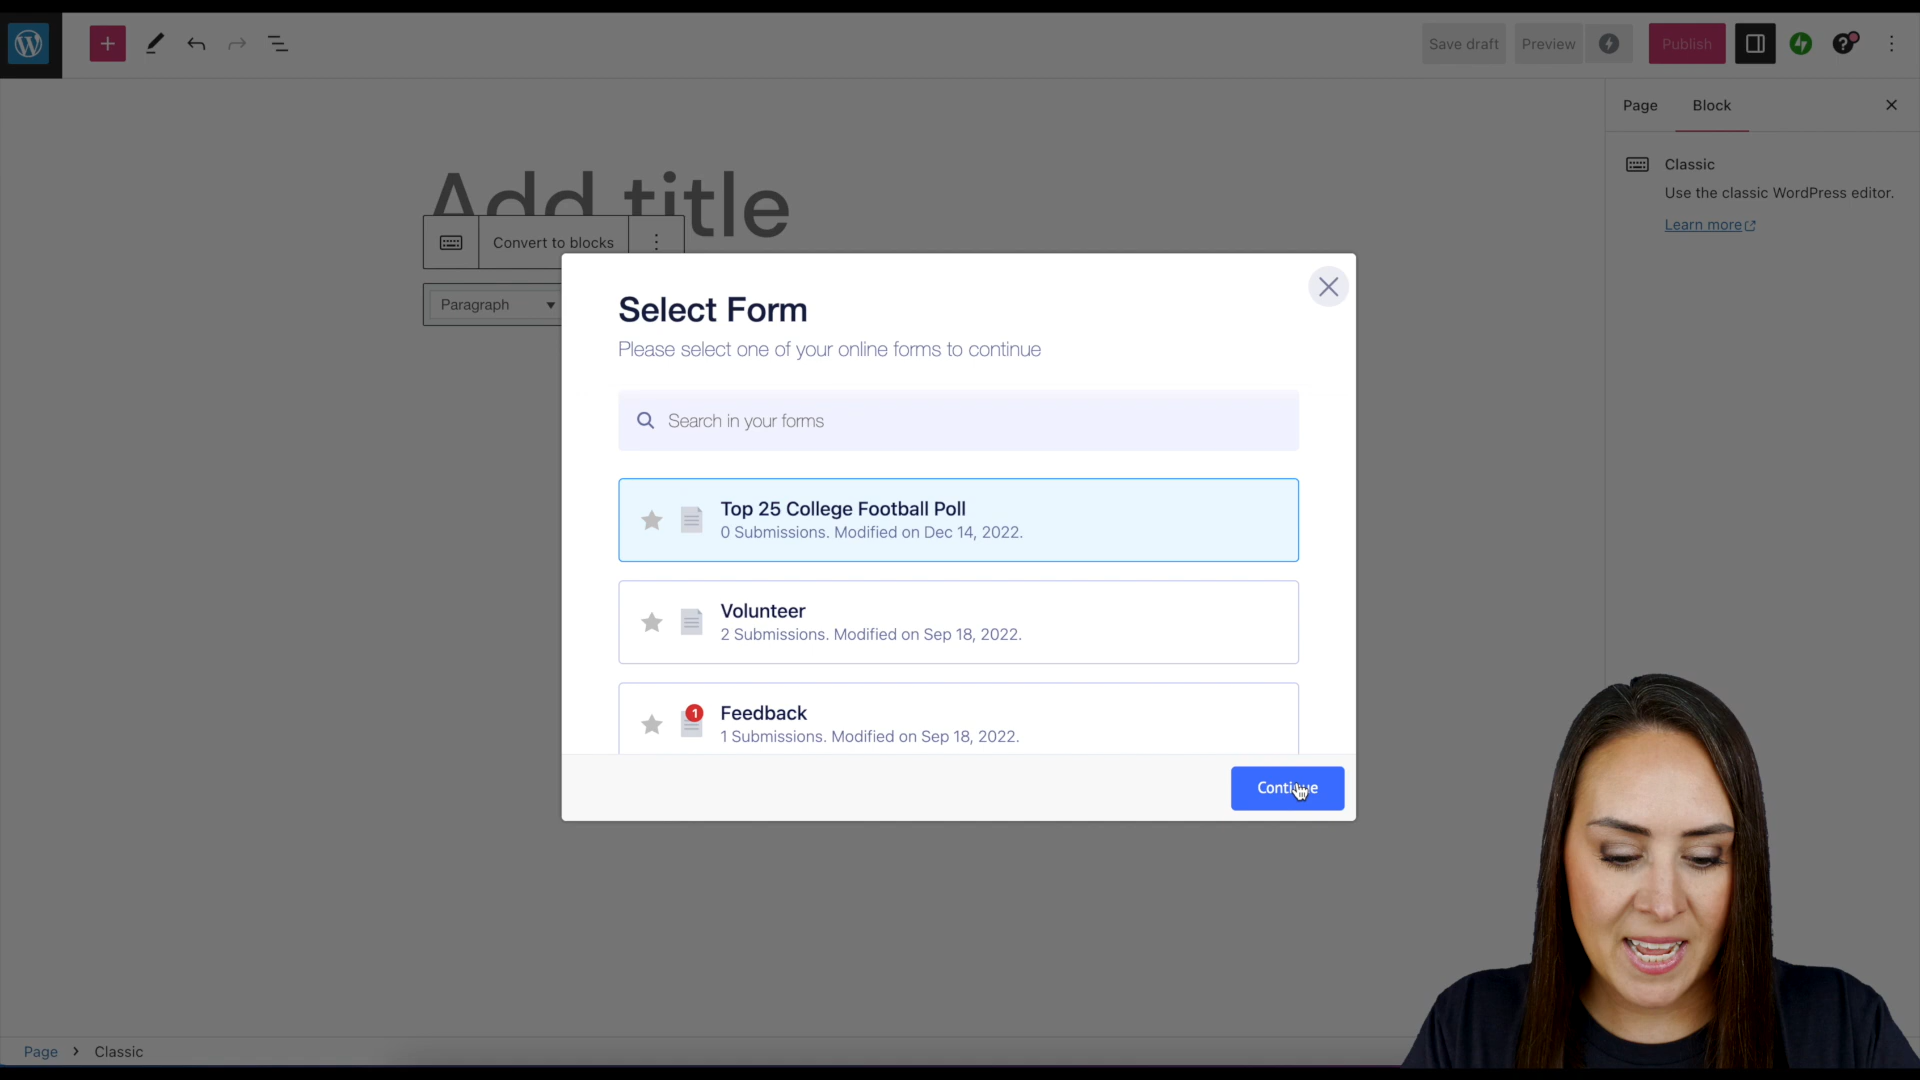 Save draft
Preview
Publish
Page
Block
Classic
Use the classic WordPress editor.
Learn more
Add title
Convert to blocks
Paragraph
Select Form
Please select one of your online forms to continue
Search in your forms
Top 25 College Football Poll
0 Submissions. Modified on Dec 14, 2022.
Volunteer
2 Submissions. Modified on Sep 18, 2022.
1
Feedback
1 Submissions. Modified on Sep 18, 2022.
Continue
Page > Classic